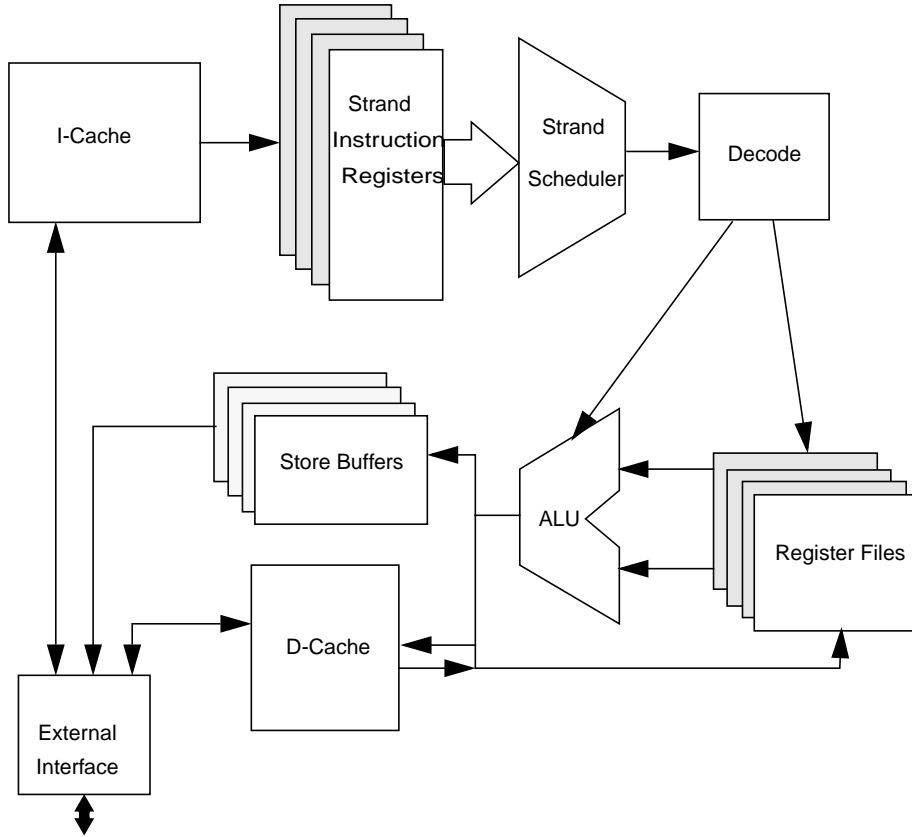 I-Cache
Strand
Instruction
Registers
Strand
Scheduler
Decode
Store Buffers
ALU
Register Files
D-Cache
External
Interface